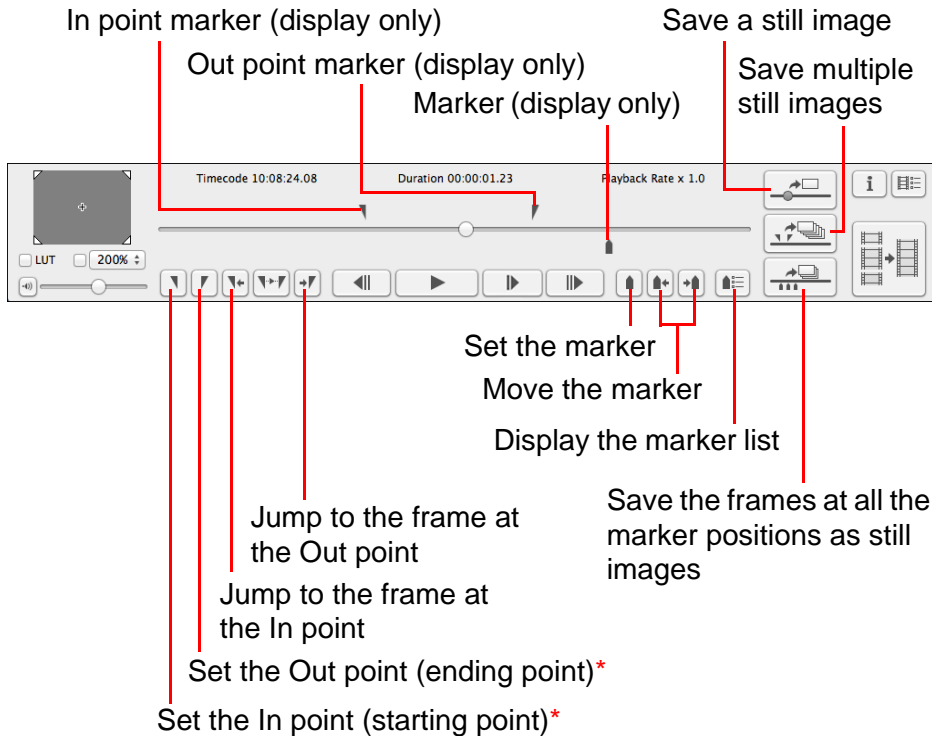 In point marker (display only)
Save a still image
Out point marker (display only)
Save multiple
still images
Marker (display only)
Timecode 10:08:24.08
Duration 00:00:01.23
Playback Rate x 1.0
i
LUT
200%
Set the marker
Move the marker
Display the marker list
Save the frames at all the
marker positions as still
images
Jump to the frame at
the Out point
Jump to the frame at
the In point
Set the Out point (ending point)*
Set the In point (starting point)*